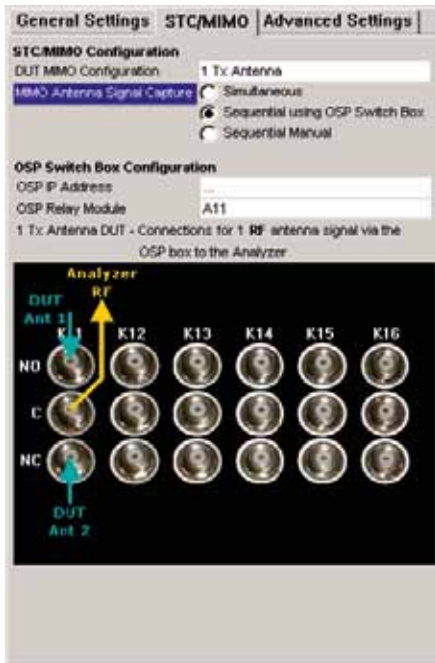 General Settings STC/MIMO Advanced Settings
STC/MIMO Configuration
DUT MIMO Configuration 1 Tx Antenna
MIMO Antenna Signal Capture Simultaneous
Sequential using OSP Switch Box
Sequential Manual
OSP Switch Box Configuration
OSP IP Address ...
OSP Relay Module A11
1 Tx Antenna DUT - Connections for 1 RF antenna signal via the
OSP box to the Analyzer
Analyzer
RF
DUT
Ant 1
K11 K12 K13 K14 K15 K16
NO
C
NC
DUT
Ant 2